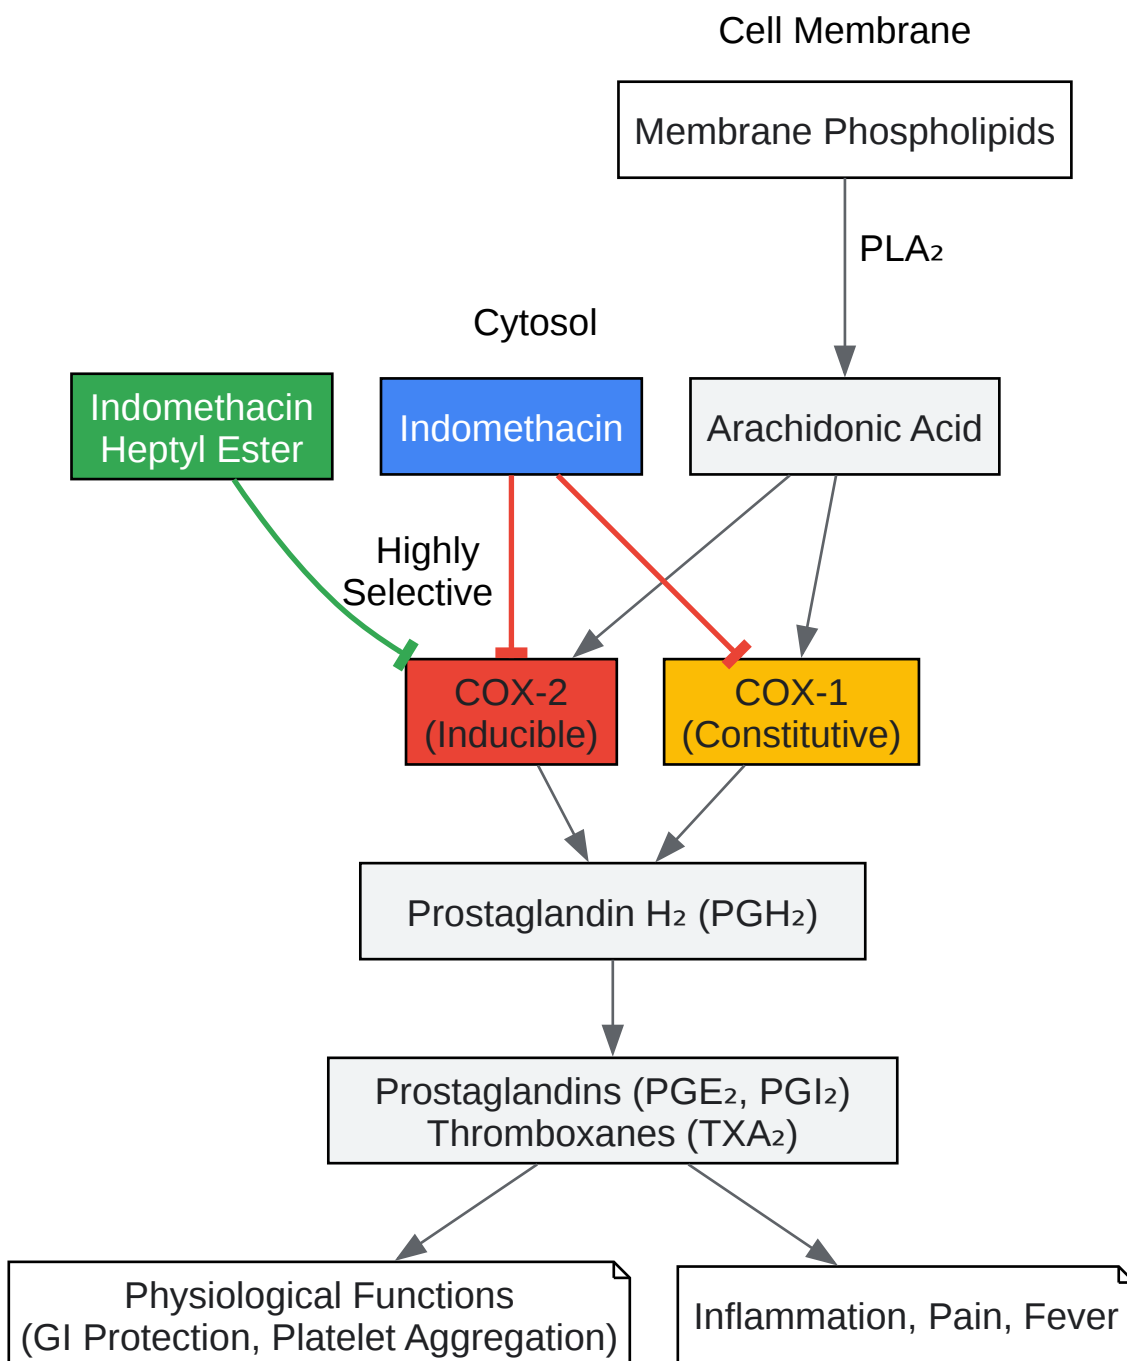 Cell Membrane
Membrane Phospholipids
PLA₂
Cytosol
Indomethacin
Heptyl Ester
Indomethacin
Arachidonic Acid
Highly
Selective
COX-2
(Inducible)
COX-1
(Constitutive)
Prostaglandin H₂ (PGH₂)
Prostaglandins (PGE₂, PGI₂)
Thromboxanes (TXA₂)
Physiological Functions
(GI Protection, Platelet Aggregation)
Inflammation, Pain, Fever